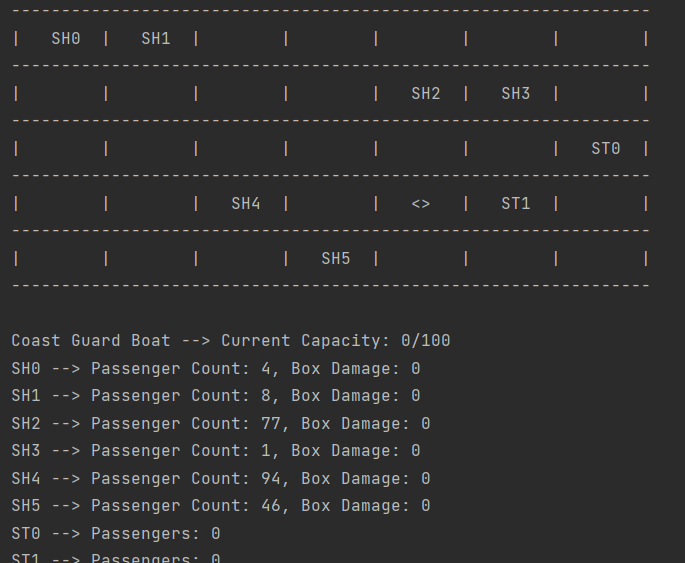 ----------------------------------------------------------------
|   SH0  |   SH1  |        |        |        |        |        |
----------------------------------------------------------------
|        |        |        |        |   SH2  |   SH3  |        |
----------------------------------------------------------------
|        |        |        |        |        |        |   ST0  |
----------------------------------------------------------------
|        |        |   SH4  |        |   <>   |   ST1  |        |
----------------------------------------------------------------
|        |        |        |   SH5  |        |        |        |
----------------------------------------------------------------
Coast Guard Boat --> Current Capacity: 0/100
SH0 --> Passenger Count: 4, Box Damage: 0
SH1 --> Passenger Count: 8, Box Damage: 0
SH2 --> Passenger Count: 77, Box Damage: 0
SH3 --> Passenger Count: 1, Box Damage: 0
SH4 --> Passenger Count: 94, Box Damage: 0
SH5 --> Passenger Count: 46, Box Damage: 0
ST0 --> Passengers: 0
ST1 --> Passengers: 0